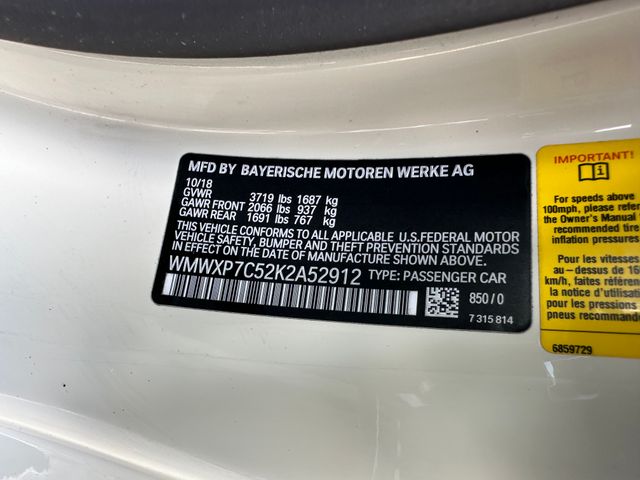 MFD BY BAYERISCHE MOTOREN WERKE AG
10/18
GVWR 3719 lbs 1687 kg
GAWR FRONT 2066 lbs 937 kg
GAWR REAR 1691 lbs 767 kg
THIS VEHICLE CONFORMS TO ALL APPLICABLE U.S.FEDERAL MOTOR
VEHICLE SAFETY, BUMPER, AND THEFT PREVENTION STANDARDS
IN EFFECT ON THE DATE OF MANUFACTURE SHOWN ABOVE.
WMWXP7C52K2A52912 TYPE: PASSENGER CAR
850/0
7 315 814
IMPORTANT!
For speeds above
100mph, please refer
the Owner's Manual
recommended tire
inflation pressures
Pour les vitesses
au-dessus de
km/h, faites
la notice
pour les pressions
pneus recommandée
6859729